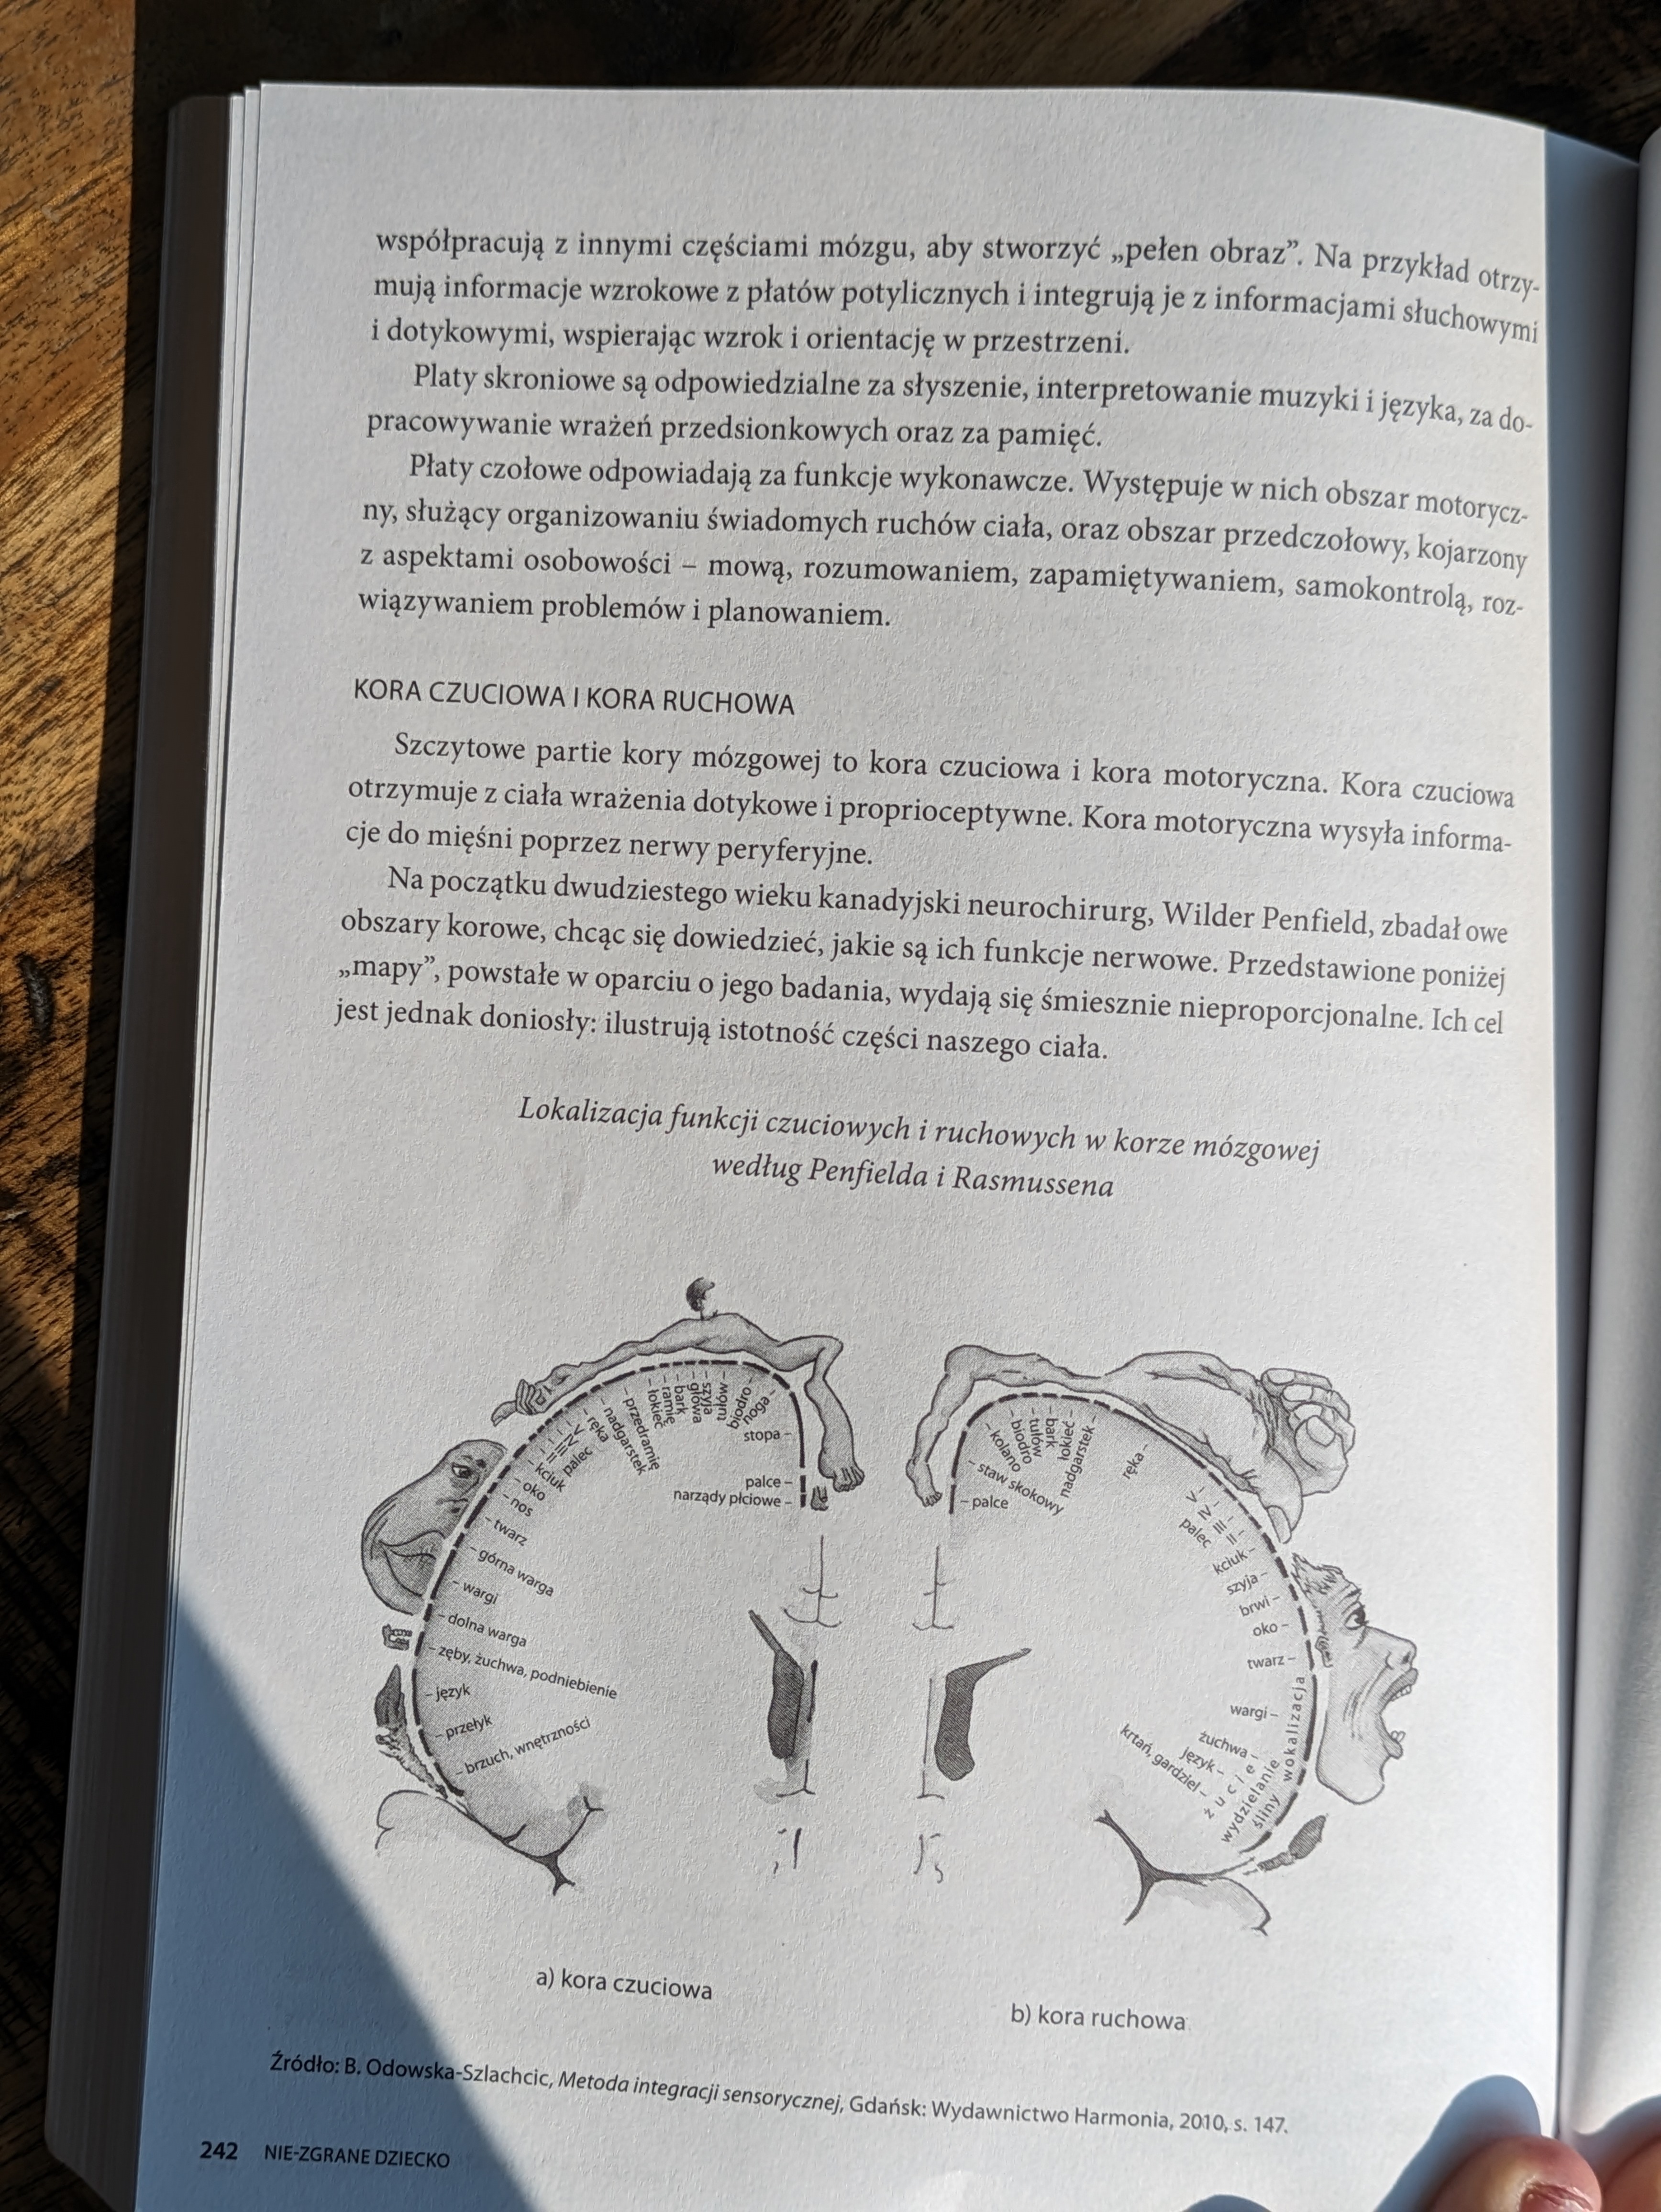 współpracują z innymi częściami mózgu, aby stworzyć „pełen obraz”. Na przykład otrzy-
mują informacje wzrokowe z płatów potylicznych i integrują je z informacjami słuchowymi
i dotykowymi, wspierając wzrok i orientację w przestrzeni.
Platy skroniowe są odpowiedzialne za słyszenie, interpretowanie muzyki i języka, za do-
pracowywanie wrażeń przedsionkowych oraz za pamięć.
Płaty czołowe odpowiadają za funkcje wykonawcze. Występuje w nich obszar motorycz-
ny, służący organizowaniu świadomych ruchów ciała, oraz obszar przedczołowy, kojarzony
z aspektami osobowości – mową, rozumowaniem, zapamiętywaniem, samokontrolą, roz-
wiązywaniem problemów i planowaniem.
KORA CZUCIOWA I KORA RUCHOWA
Szczytowe partie kory mózgowej to kora czuciowa i kora motoryczna. Kora czuciowa
otrzymuje z ciała wrażenia dotykowe i proprioceptywne. Kora motoryczna wysyła informa-
cje do mięśni poprzez nerwy peryferyjne.
Na początku dwudziestego wieku kanadyjski neurochirurg, Wilder Penfield, zbadał owe
obszary korowe, chcąc się dowiedzieć, jakie są ich funkcje nerwowe. Przedstawione poniżej
„mapy”, powstałe w oparciu o jego badania, wydają się śmiesznie nieproporcjonalne. Ich cel
jest jednak doniosły: ilustrują istotność części naszego ciała.
Lokalizacja funkcji czuciowych i ruchowych w korze mózgowej
według Penfielda i Rasmussena
narządy płciowe
palce
stopa
noga
biodro
tułów
szyja
głowa
bark
ramię
łokieć
przedramię
nadgarstek
ręka
V
IV
III
II
palec
kciuk
oko
nos
twarz
górna warga
wargi
dolna warga
zęby, żuchwa, podniebienie
język
przełyk
brzuch, wnętrzności
a) kora czuciowa
palce
staw skokowy
kolano
biodro
tułów
bark
łokieć
nadgarstek
ręka
V
IV
III
II
palec
kciuk
szyja
brwi
oko
twarz
wargi
żuchwa
język
krtań, gardziel
wokalizacja
wydzielanie
śliny
żucie
b) kora ruchowa
Źródło: B. Odowska-Szlachcic, Metoda integracji sensorycznej, Gdańsk: Wydawnictwo Harmonia, 2010, s. 147.
242 NIE-ZGRANE DZIECKO